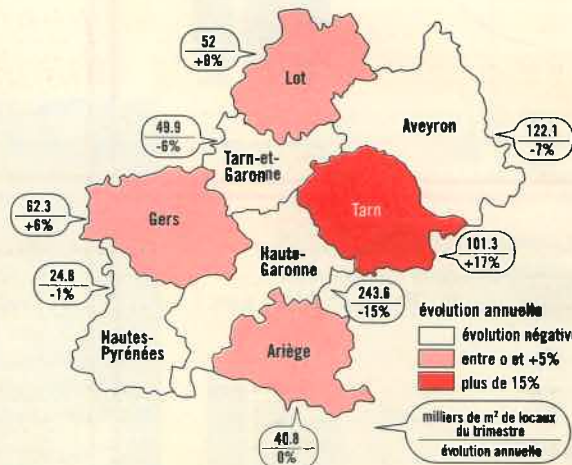 52
+8%
Lot
49.9
-6%
Tarn-et-
Garonne
Aveyron
122.1
-7%
62.3
+6%
Gers
Tarn
101.3
+17%
24.8
-1%
Haute-
Garonne
243.6
-15%
Hautes-
Pyrénées
Ariège
40.8
0%
évolution annuelle
évolution négative
entre 0 et +5%
plus de 15%
milliers de m² de locaux
du trimestre
évolution annuelle